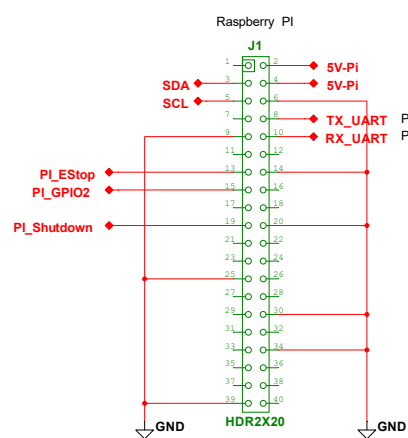 Raspberry PI
J1
1 2 5V-Pi
SDA 3 4 5V-Pi
SCL 5 6
7 8 TX_UART P
9 10 RX_UART P
11 12
PI_EStop 13 14
PI_GPIO2 15 16
17 18
PI_Shutdown 19 20
21 22
23 24
25 26
27 28
29 30
31 32
33 34
35 36
37 38
39 40
HDR2X20
GND GND